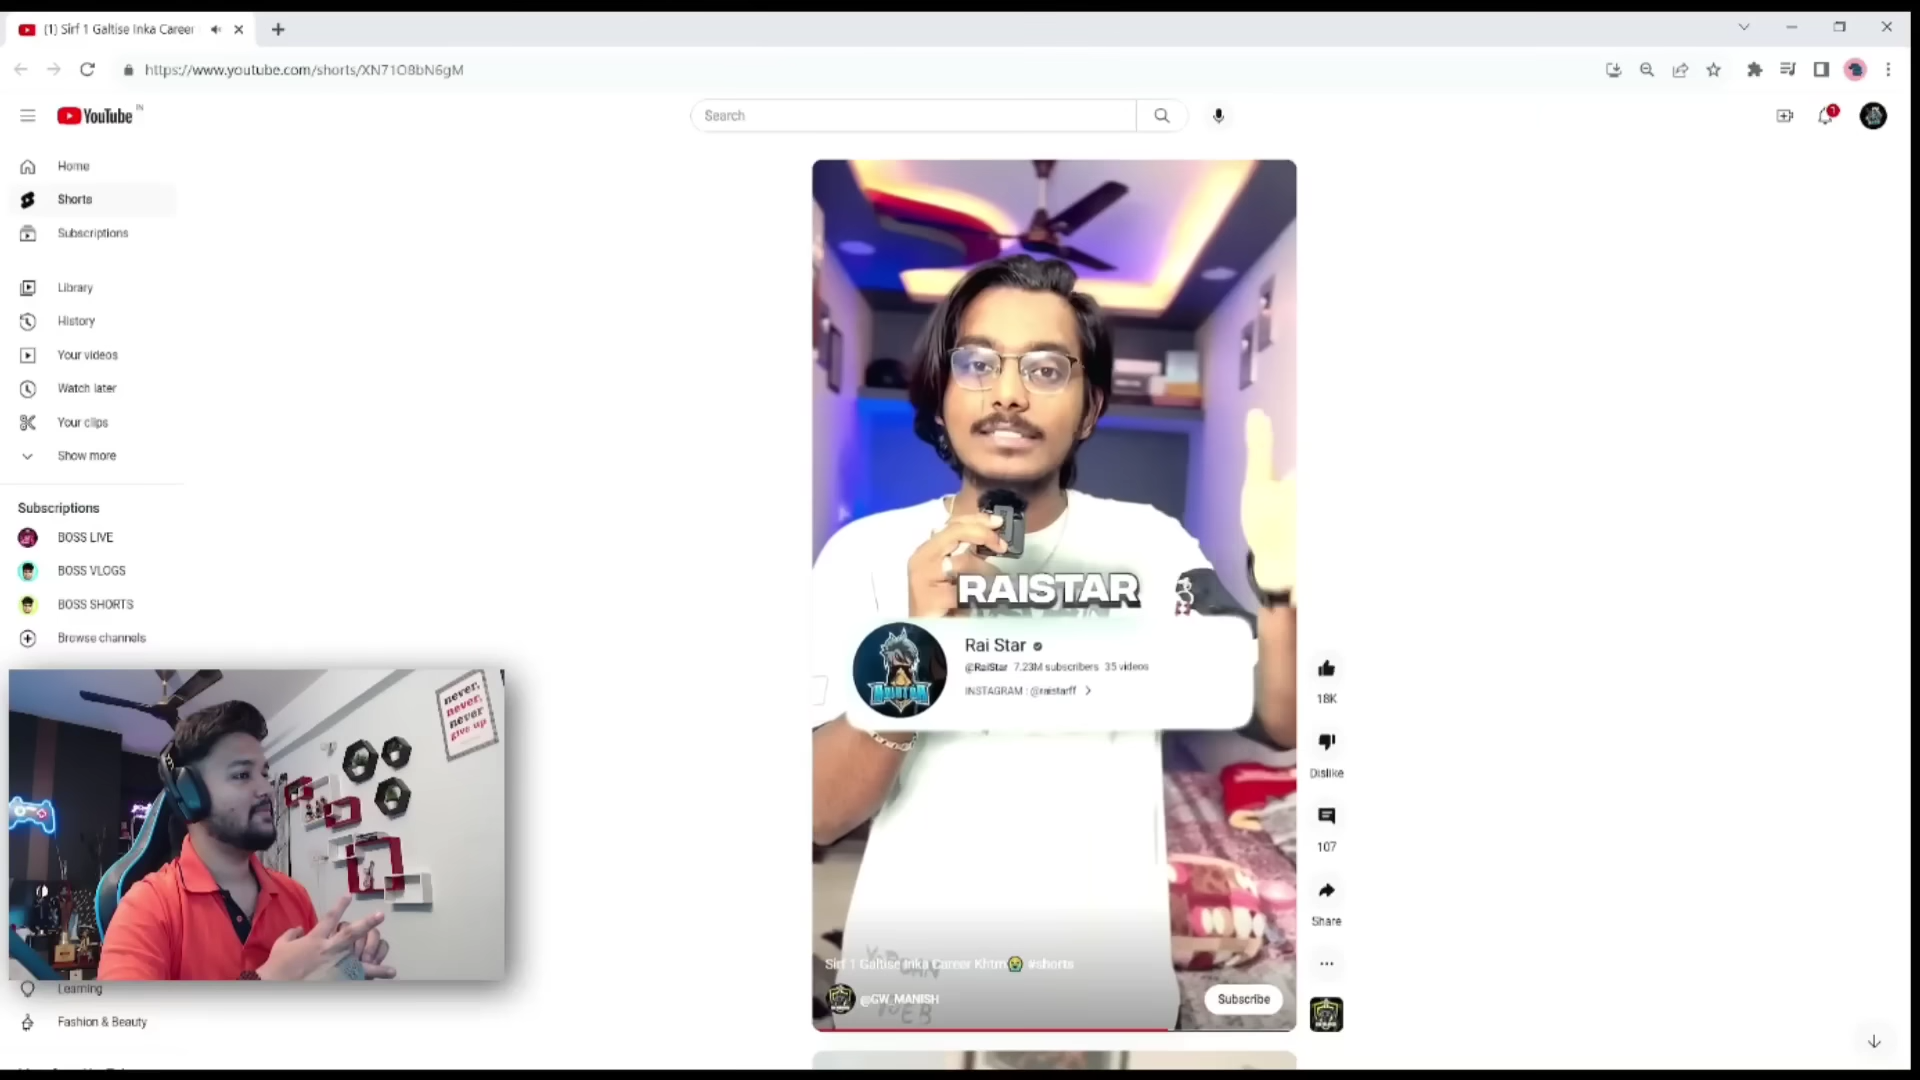 (1) Sirf 1 Galtise Inka Career
https://www.youtube.com/shorts/XN71O8bN6gM
YouTube IN
Search
1
Home
Shorts
Subscriptions
Library
History
Your videos
Watch later
Your clips
Show more
Subscriptions
BOSS LIVE
BOSS VLOGS
BOSS SHORTS
Browse channels
never,
never,
never
give up
Learning
Fashion & Beauty
RAISTAR
RAISTAR
Rai Star
@RaiStar 7.23M subscribers 35 videos
INSTAGRAM : @raistarff
Sirf 1 Galtise Inka Career Khtm😭 #shorts
@GW_MANISH
Subscribe
18K
Dislike
107
Share